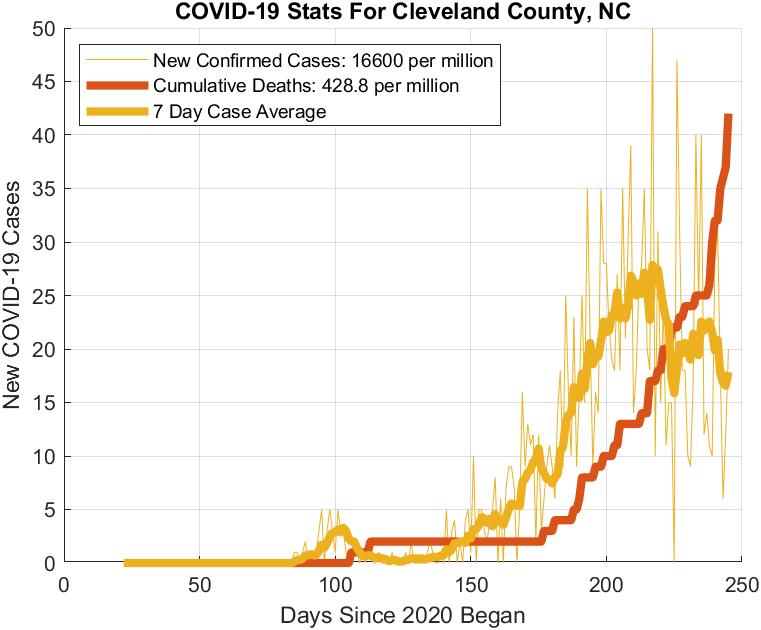 COVID-19 Stats For Cleveland County, NC
New Confirmed Cases: 16600 per million
Cumulative Deaths: 428.8 per million
7 Day Case Average
New COVID-19 Cases
50
45
40
35
30
25
20
15
10
5
0
0 50 100 150 200 250
Days Since 2020 Began